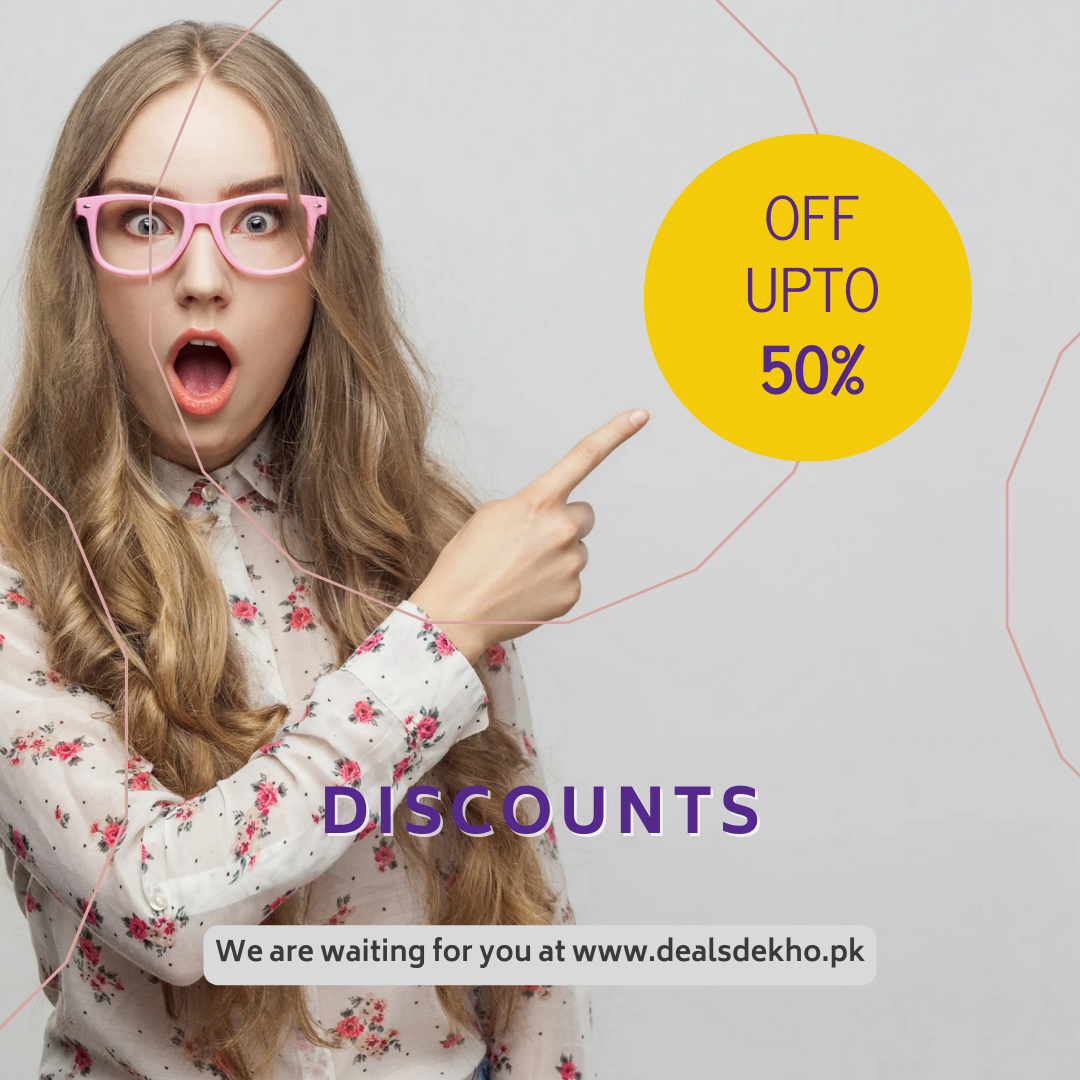 OFF
UPTO
50%
DISCOUNTS
We are waiting for you at www.dealsdekho.pk